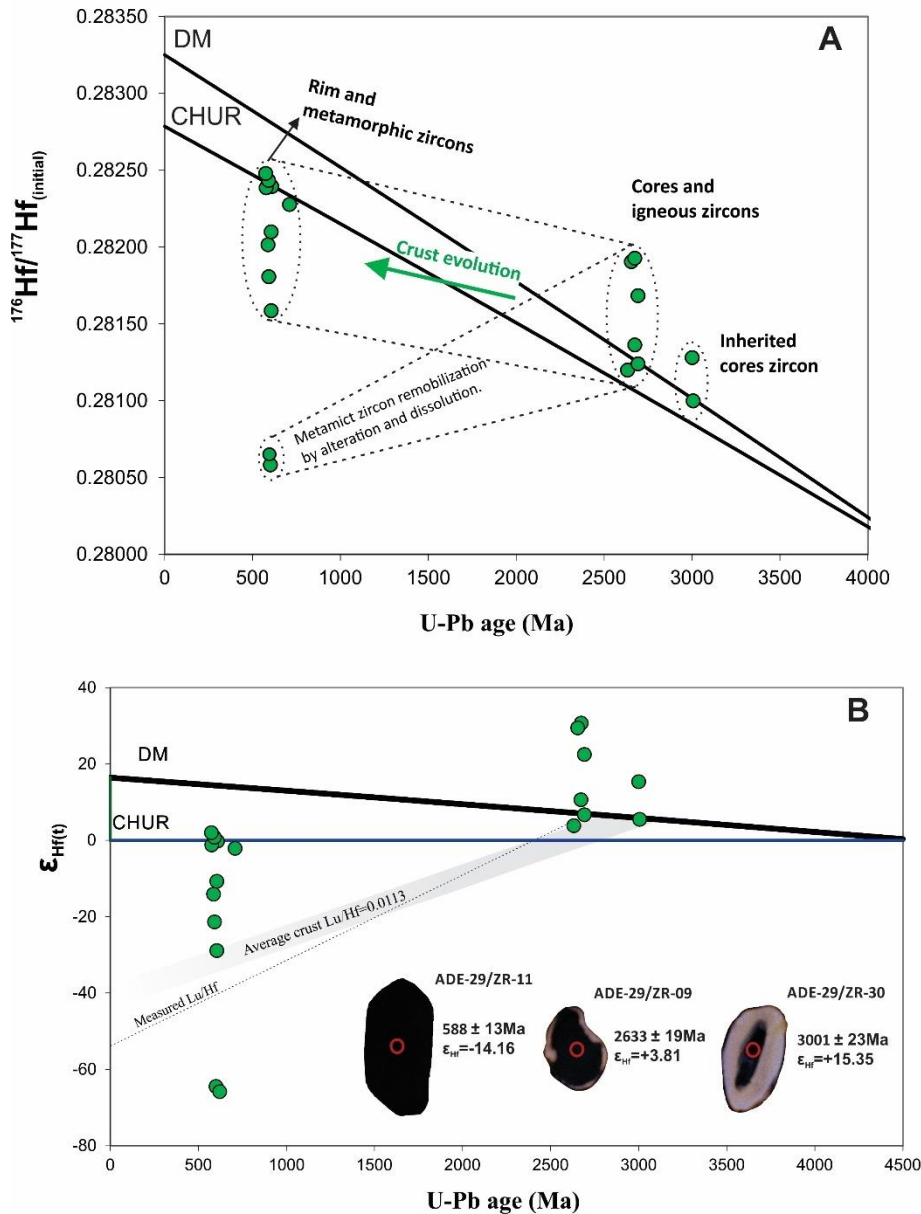 A
0.28350
0.28300
0.28250
0.28200
0.28150
0.28100
0.28050
0.28000
¹⁷⁶Hf/¹⁷⁷Hf(initial)
DM
CHUR
Rim and
metamorphic zircons
Cores and
igneous zircons
Crust evolution
Inherited
cores zircon
Metamict zircon remobilization
by alteration and dissolution.
0 500 1000 1500 2000 2500 3000 3500 4000
U-Pb age (Ma)
B
40
20
0
-20
-40
-60
-80
εHf(t)
DM
CHUR
Average crust Lu/Hf=0.0113
Measured Lu/Hf
ADE-29/ZR-11
588 ± 13Ma
εHf=-14.16
ADE-29/ZR-09
2633 ± 19Ma
εHf=+3.81
ADE-29/ZR-30
3001 ± 23Ma
εHf=+15.35
0 500 1000 1500 2000 2500 3000 3500 4000 4500
U-Pb age (Ma)